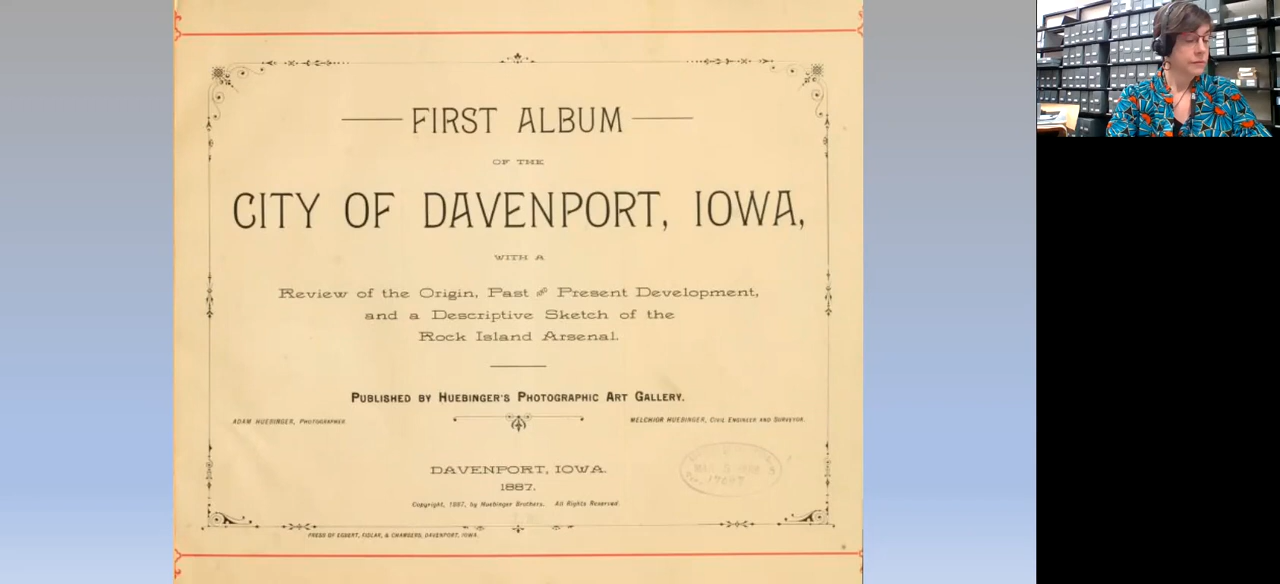 FIRST ALBUM
OF THE
CITY OF DAVENPORT, IOWA,
WITH A
Review of the Origin, Past and Present Development,
and a Descriptive Sketch of the
Rock Island Arsenal.
PUBLISHED BY HUEBINGER'S PHOTOGRAPHIC ART GALLERY.
ADAM HUEBINGER, PHOTOGRAPHER.
MELCHIOR HUEBINGER, CIVIL ENGINEER AND SURVEYOR.
DAVENPORT, IOWA.
1887.
Copyright, 1887, by Huebinger Brothers. All Rights Reserved.
PRESS OF EGBERT, FIDLAR, & CHAMBERS, DAVENPORT, IOWA.